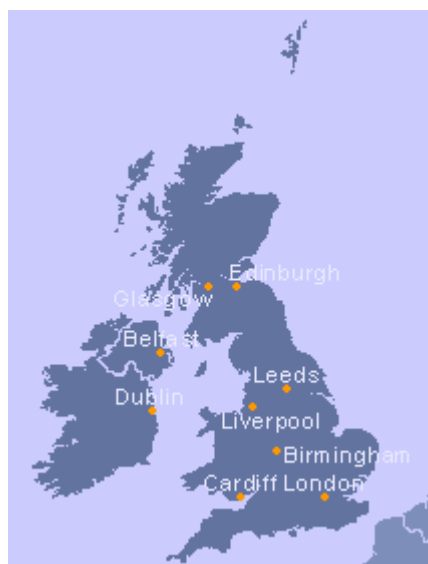 Edinburgh
Glasgow
Belfast
Leeds
Dublin
Liverpool
Birmingham
Cardiff London